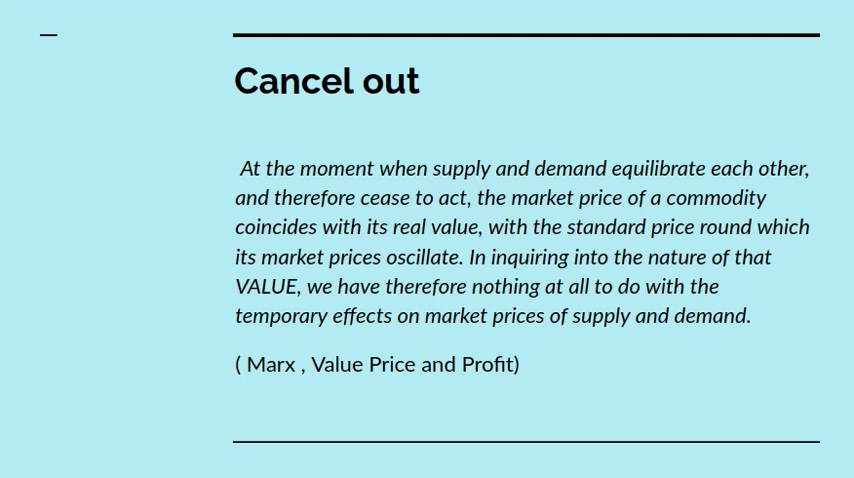 Cancel out
At the moment when supply and demand equilibrate each other,
and therefore cease to act, the market price of a commodity
coincides with its real value, with the standard price round which
its market prices oscillate. In inquiring into the nature of that
VALUE, we have therefore nothing at all to do with the
temporary effects on market prices of supply and demand.
( Marx , Value Price and Profit)